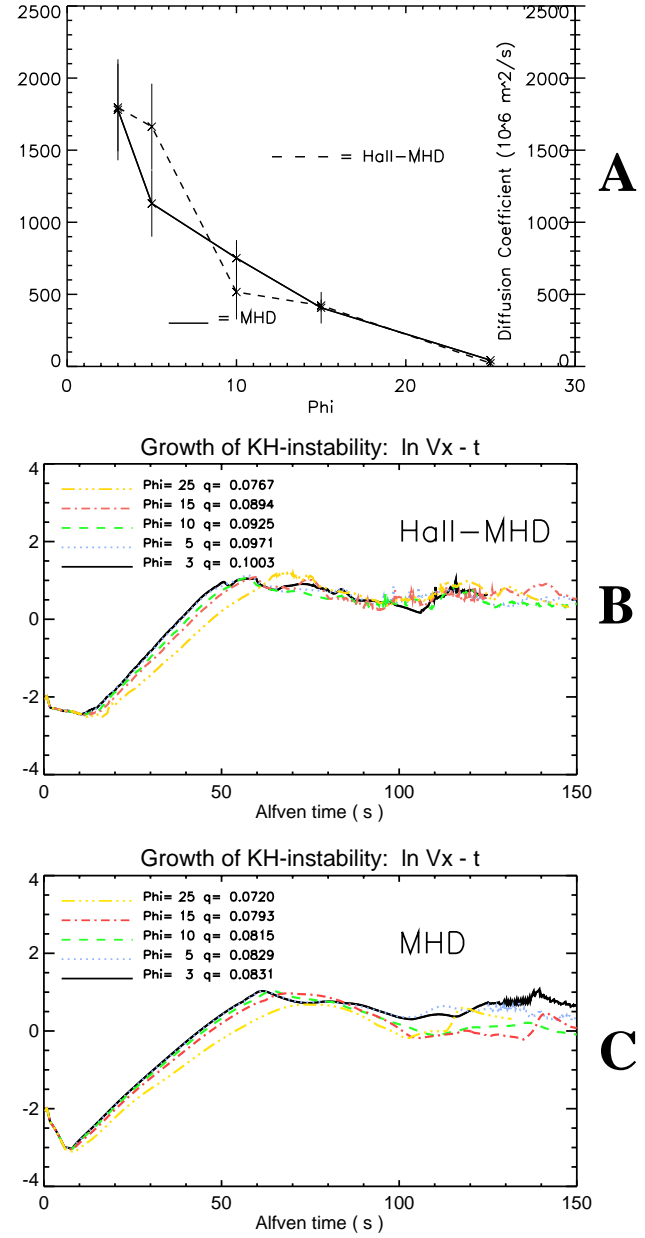 2500
2000
1500
1000
500
0
2500
2000
1500
1000
500
0
Diffusion Coefficient (10^6 m^2/s)
= Hall-MHD
= MHD
0 10 20 30
Phi
A
Growth of KH-instability: ln Vx - t
4
2
0
-2
-4
Phi= 25 q= 0.0767
Phi= 15 q= 0.0894
Phi= 10 q= 0.0925
Phi= 5 q= 0.0971
Phi= 3 q= 0.1003
Hall-MHD
B
0 50 100 150
Alfven time ( s )
Growth of KH-instability: ln Vx - t
4
2
0
-2
-4
Phi= 25 q= 0.0720
Phi= 15 q= 0.0793
Phi= 10 q= 0.0815
Phi= 5 q= 0.0829
Phi= 3 q= 0.0831
MHD
C
0 50 100 150
Alfven time ( s )